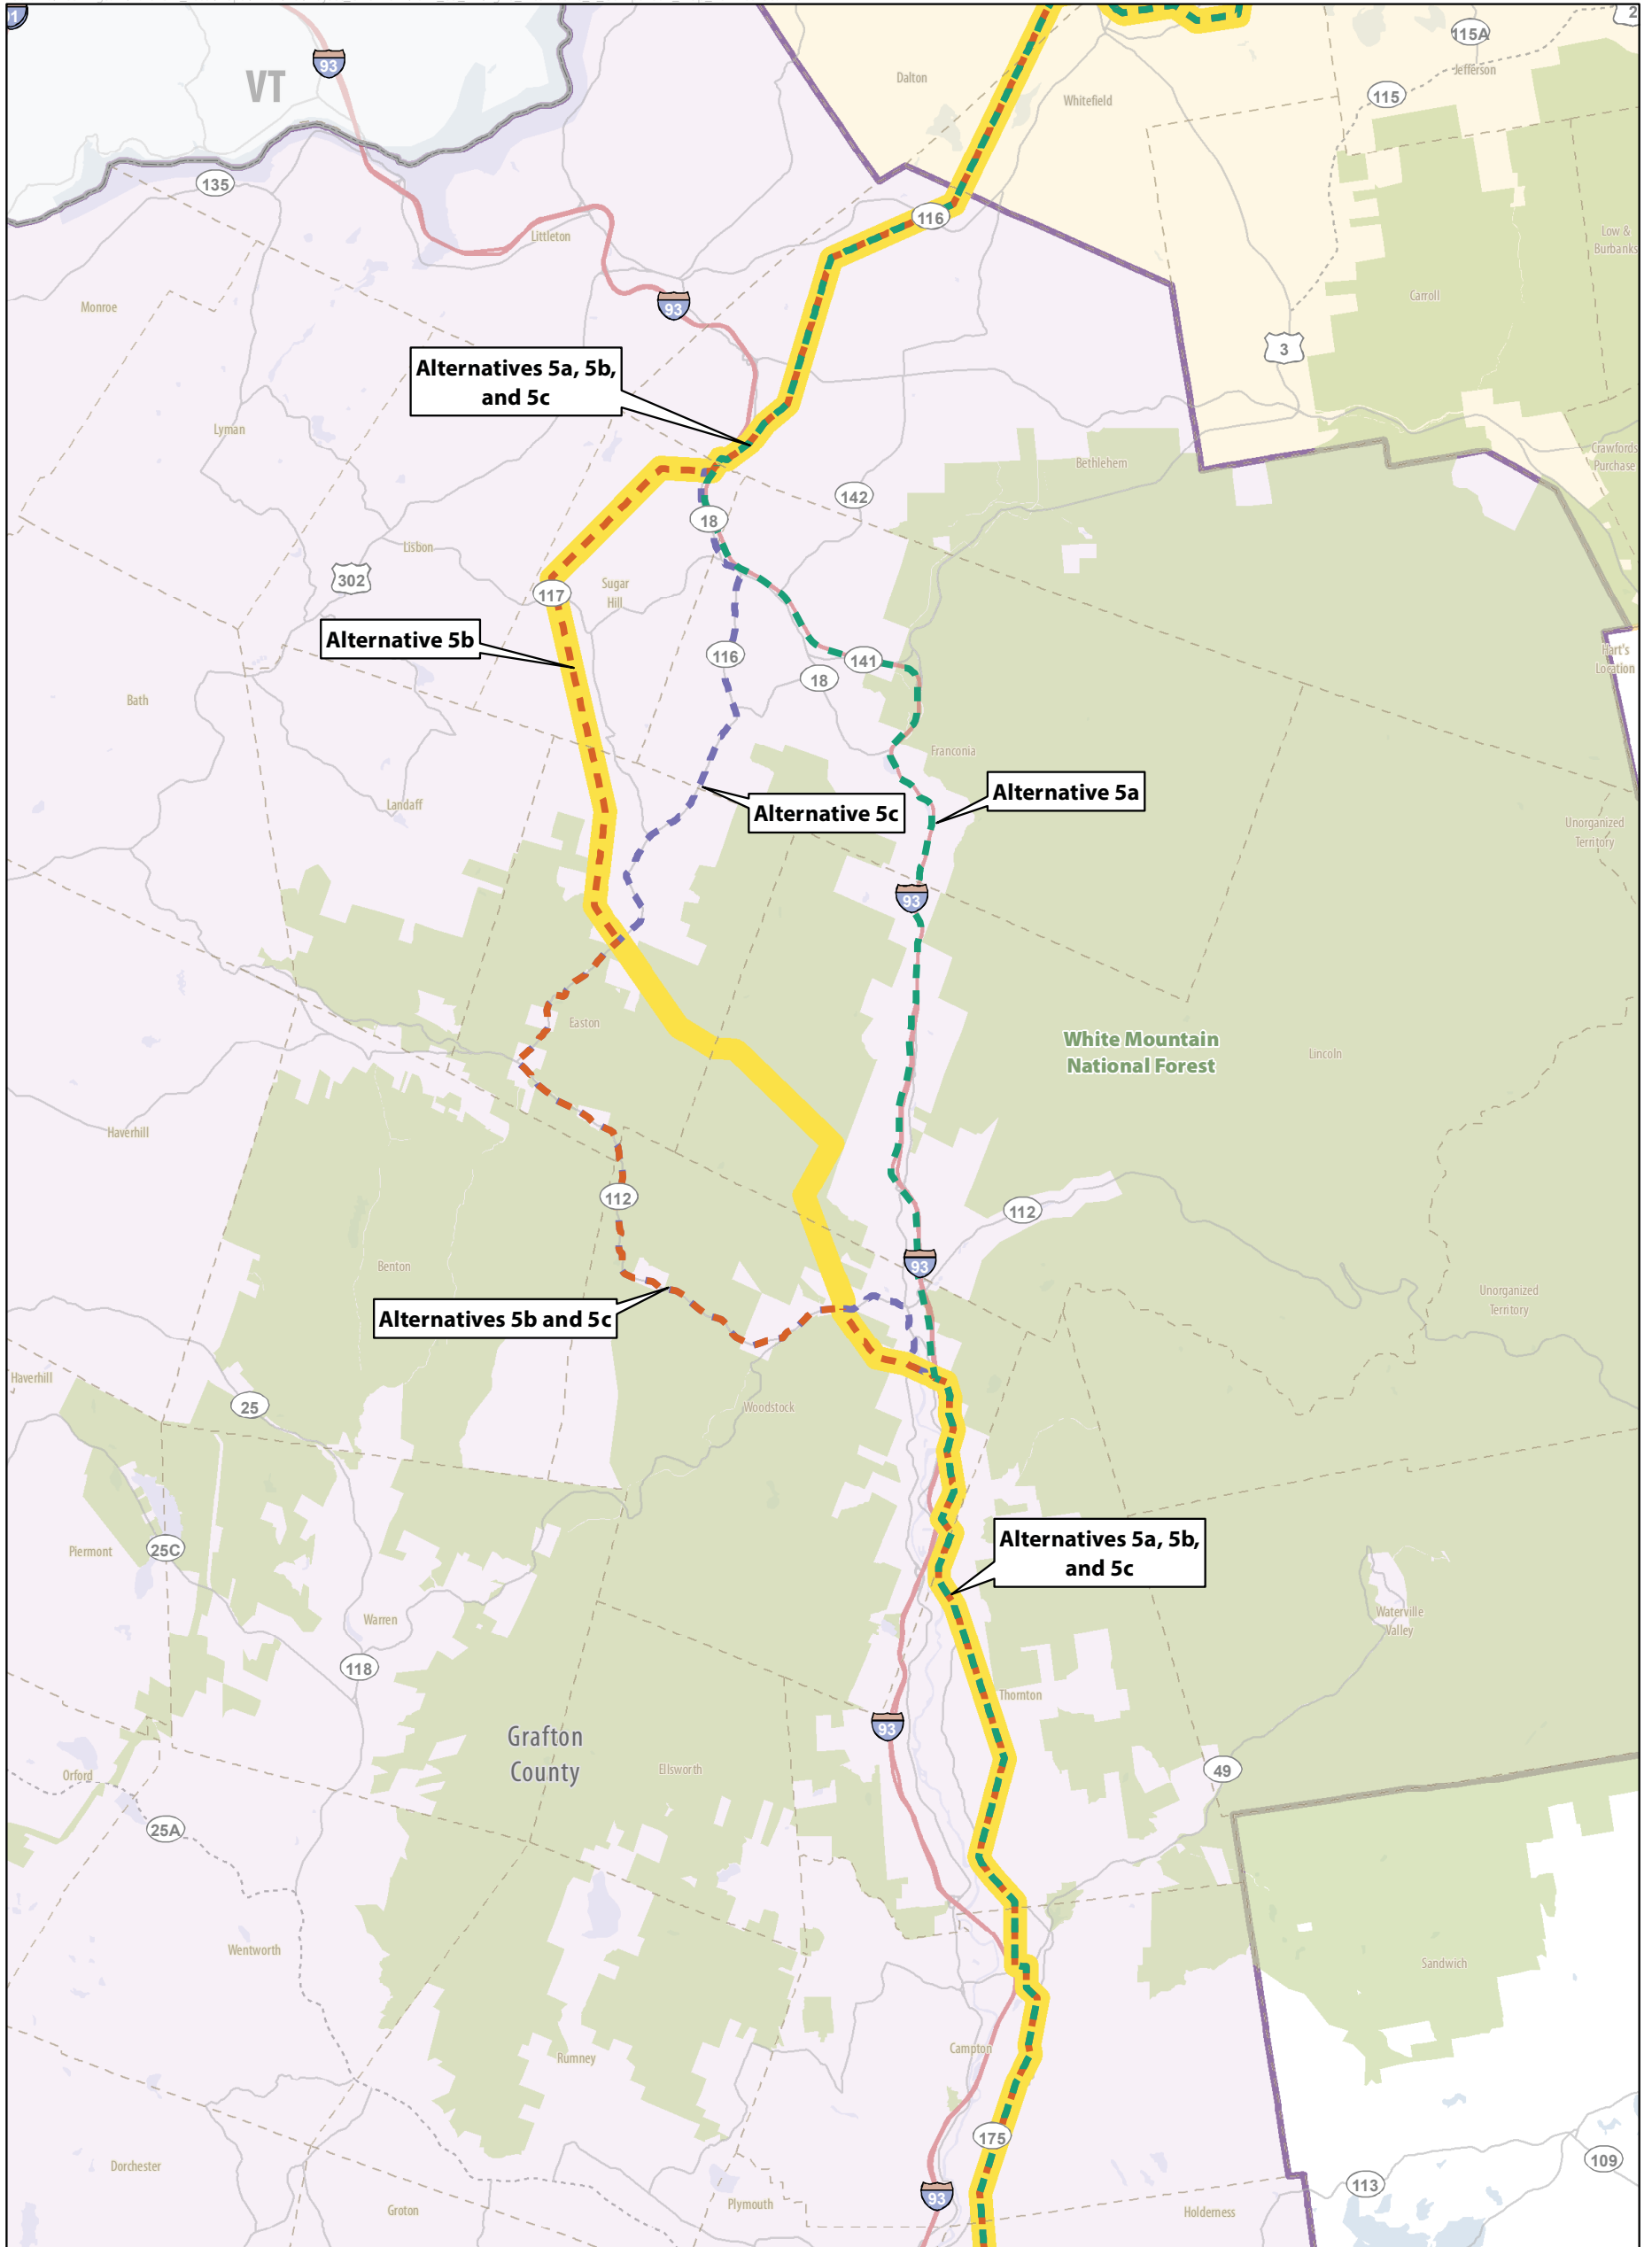 91
93
VT
135
115A
2
Jefferson
115
Dalton
Whitefield
116
Low &
Burbanks
Littleton
Carroll
Monroe
93
3
Alternatives 5a, 5b,
and 5c
Lyman
Crawfords
Purchase
Bethlehem
142
18
Lisbon
302
Sugar
Hill
117
Alternative 5b
116
141
18
Hart's
Location
Bath
Franconia
Alternative 5a
Alternative 5c
Landaff
Unorganized
Territory
93
Easton
White Mountain
National Forest
Lincoln
Haverhill
112
112
93
Benton
Unorganized
Territory
Alternatives 5b and 5c
Haverhill
25
Woodstock
Alternatives 5a, 5b,
and 5c
Piermont
25C
Warren
Waterville
Valley
118
Thornton
93
Grafton
County
Ellsworth
49
Orford
25A
Wentworth
Sandwich
Campton
Rumney
175
109
Dorchester
113
93
Groton
Plymouth
Holderness